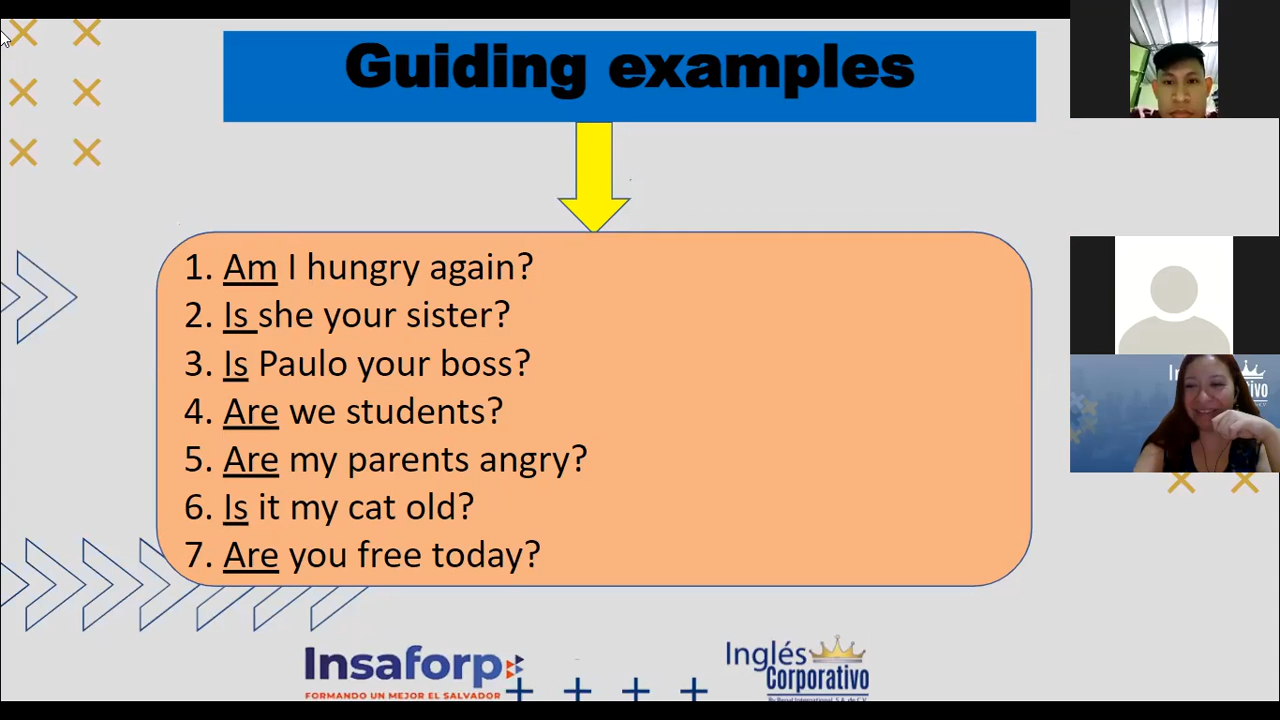 Guiding examples
1. Am I hungry again?
2. Is she your sister?
3. Is Paulo your boss?
4. Are we students?
5. Are my parents angry?
6. Is it my cat old?
7. Are you free today?
Insaforp
FORMANDO UN MEJOR EL SALVADOR
Inglés
Corporativo